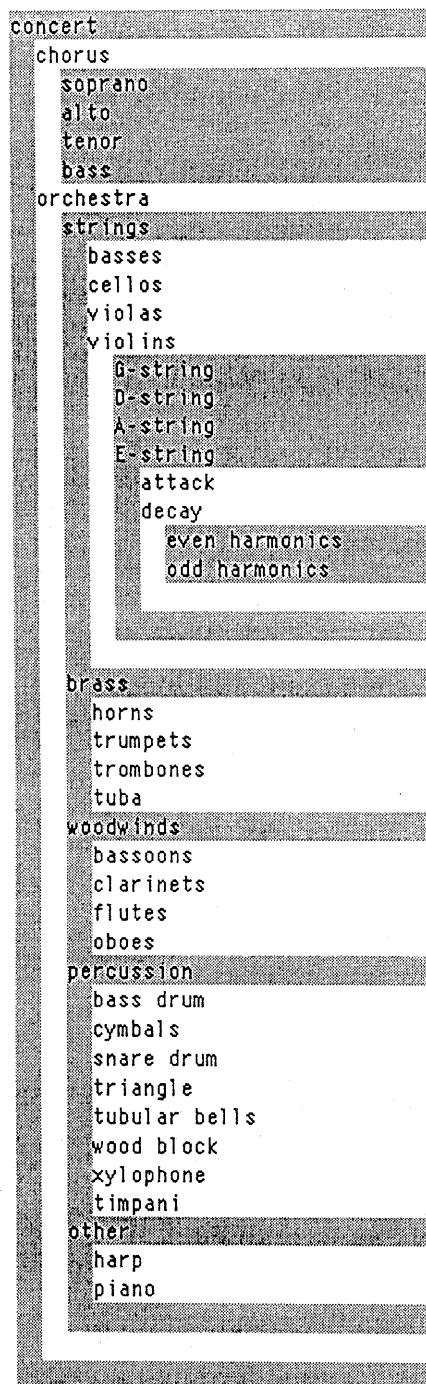 concert
chorus
soprano
alto
tenor
bass
orchestra
strings
basses
cellos
violas
violins
G-string
D-string
A-string
E-string
attack
decay
even harmonics
odd harmonics
brass
horns
trumpets
trombones
tuba
woodwinds
bassoons
clarinets
flutes
oboes
percussion
bass drum
cymbals
snare drum
triangle
tubular bells
wood block
xylophone
timpani
other
harp
piano